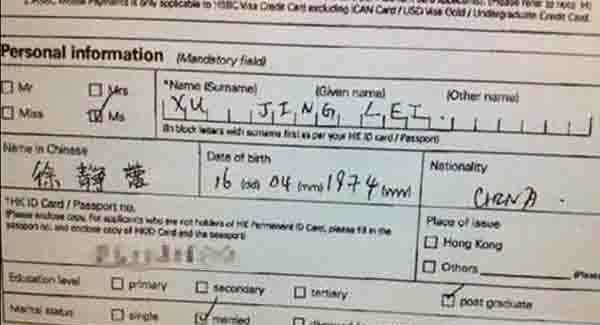 only applicable to HSBC Visa Credit Card excluding iCAN Card / USD Visa Gold / Undergraduate Credit Card.
Personal information (Mandatory field)
Mr Mrs *Name (Surname) (Given name) (Other name)
Miss Ms XU JING LEI.
(In block letters with surname first as per your HK ID card / Passport)
Name in Chinese Date of birth Nationality
徐静蕾 16 (dd) 04 (mm) 1974 (yyyy) CHINA.
*HK ID Card / Passport no. Place of issue
(Please enclose copy. For applicants who are not holders of HK Permanent ID Card, please fill in the
passport no. and enclose copy of HKID Card and the passport) Hong Kong
Others (Please
Education level primary secondary tertiary post graduate
Marital status single married